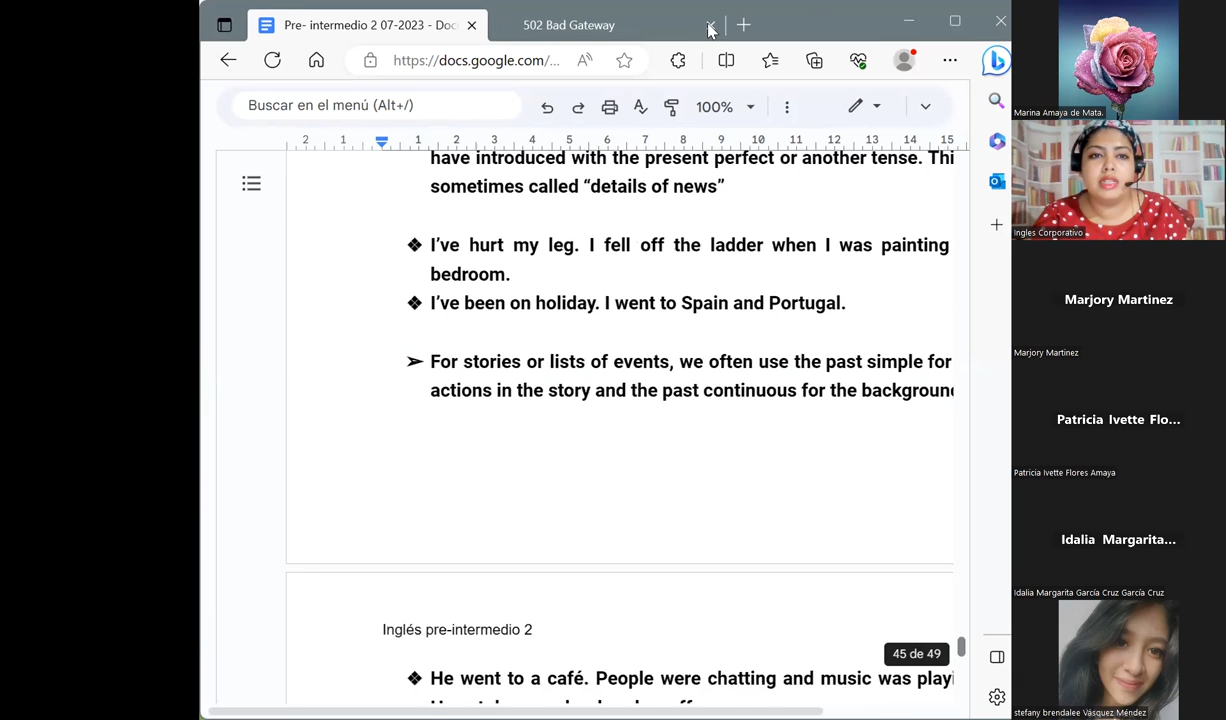 Pre- intermedio 2 07-2023 - Doc
502 Bad Gateway
https://docs.google.com/...
Buscar en el menú (Alt+/)
100%
2 1 1 2 3 4 5 6 7 8 9 10 11 12 13 14 15
have introduced with the present perfect or another tense. Thi
sometimes called “details of news”
❖ I’ve hurt my leg. I fell off the ladder when I was painting
bedroom.
❖ I’ve been on holiday. I went to Spain and Portugal.
➢ For stories or lists of events, we often use the past simple for
actions in the story and the past continuous for the background
45 de 49
Inglés pre-intermedio 2
❖ He went to a café. People were chatting and music was playi
Marina Amaya de Mata.
Ingles Corporativo
Marjory Martinez
Marjory Martinez
Patricia Ivette Flo...
Patricia Ivette Flores Amaya
Idalia Margarita...
Idalia Margarita García Cruz García Cruz
stefany brendalee Vásquez Méndez